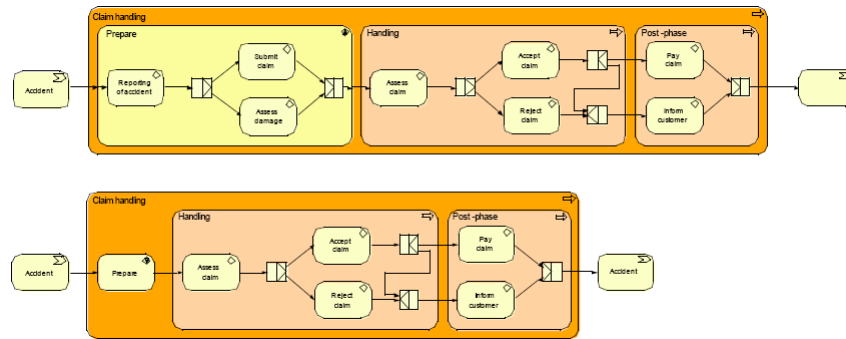 Claim handling
Prepare
Handling
Post -phase
Submit
claim
Accept
claim
Pay
claim
Accident
Reporting
of accident
Assess
claim
Assess
damage
Reject
claim
Inform
customer
Claim handling
Handling
Post -phase
Accept
claim
Pay
claim
Accident
Prepare
Assess
claim
Accident
Reject
claim
Inform
customer